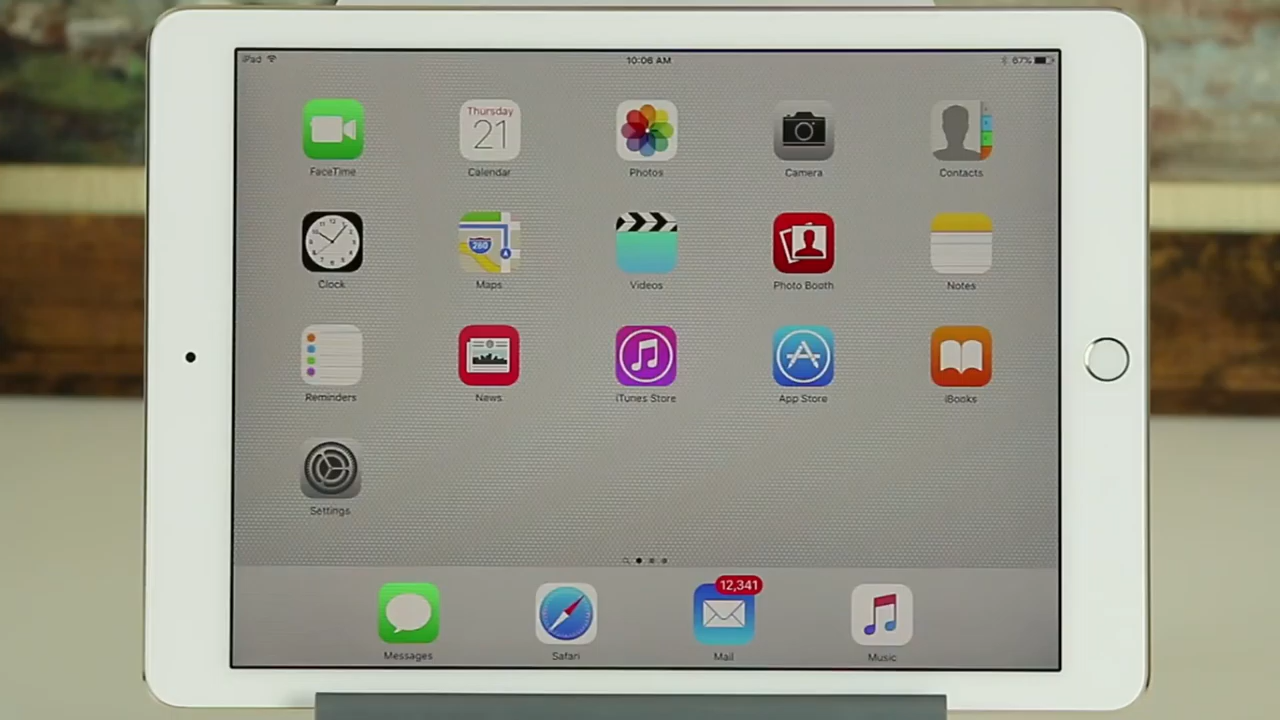 iPad 10:06 AM 67%
Thursday
21
FaceTime Calendar Photos Camera Contacts
280
Clock Maps Videos Photo Booth Notes
Reminders News iTunes Store App Store iBooks
Settings
12,341
Messages Safari Mail Music